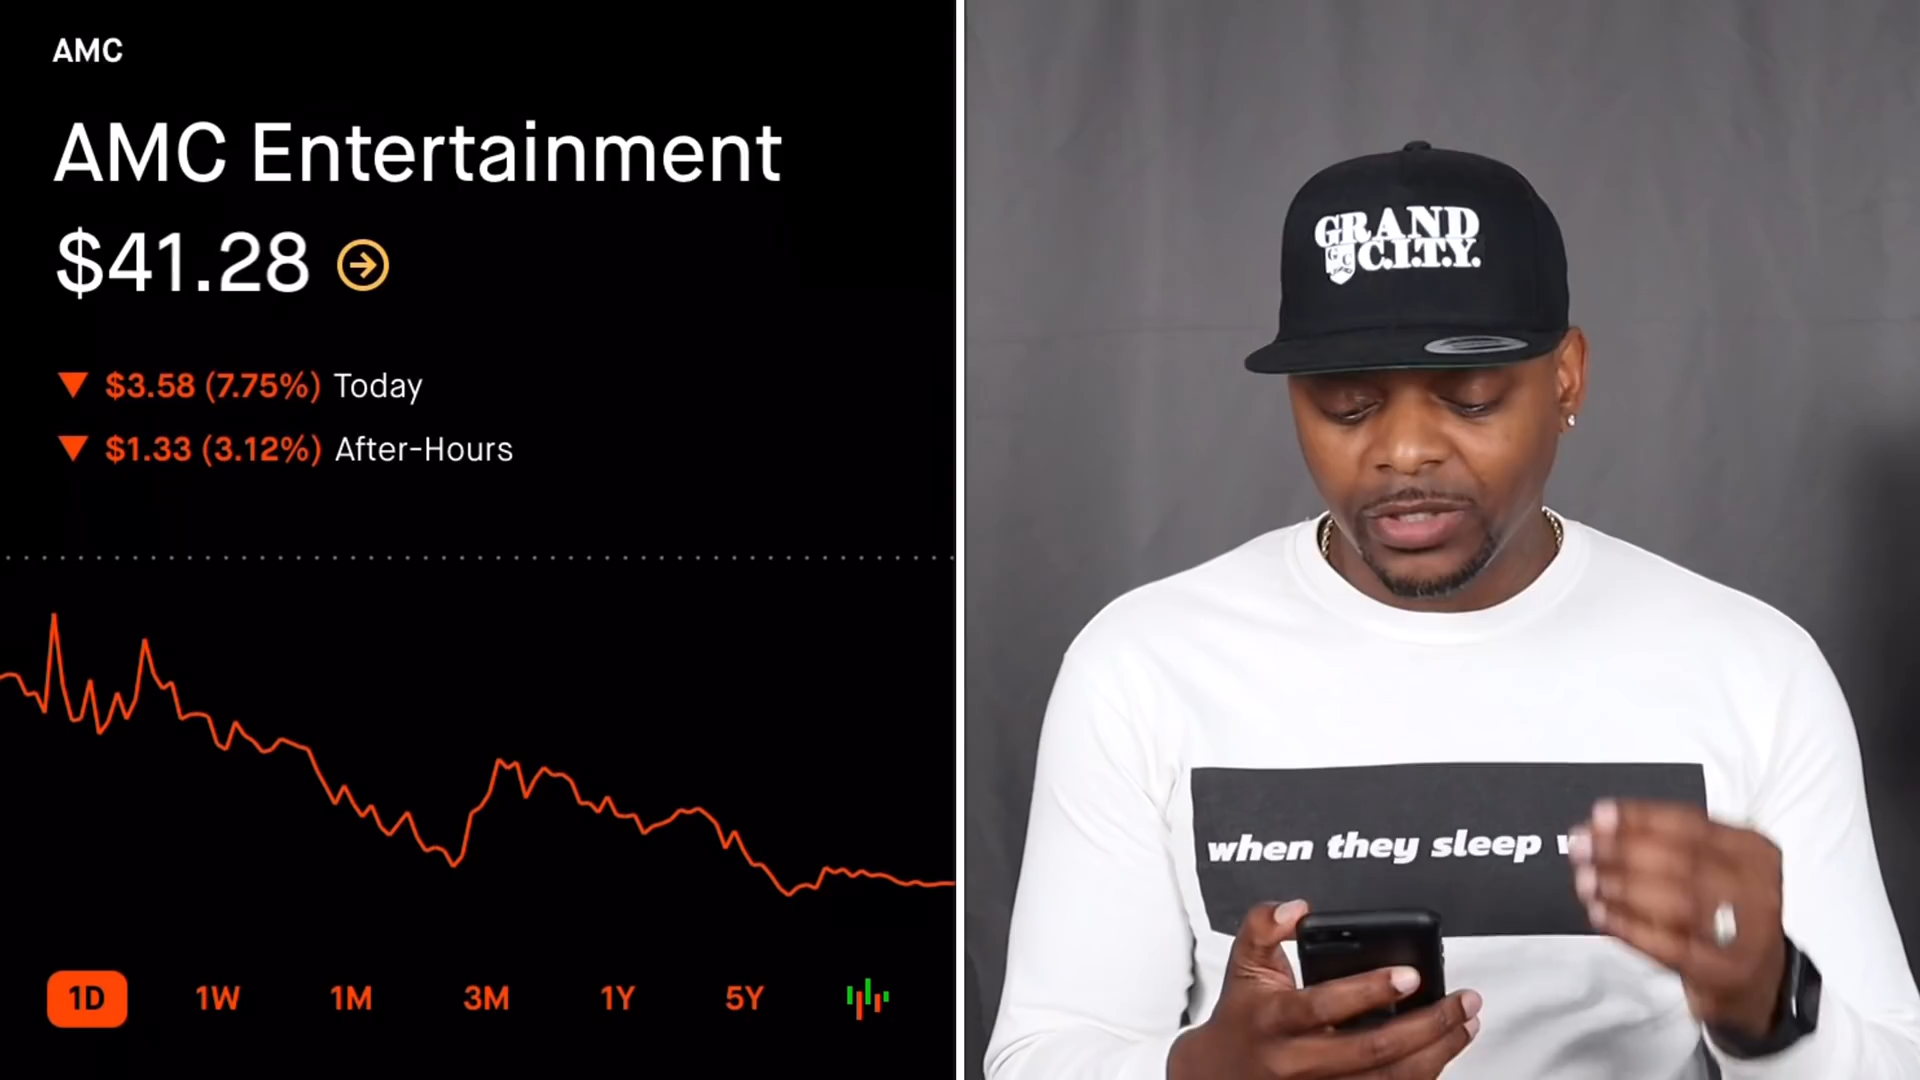 AMC
AMC Entertainment
$41.28
$3.58 (7.75%) Today
$1.33 (3.12%) After-Hours
1D 1W 1M 3M 1Y 5Y
GRAND
C.I.T.Y.
when they sleep